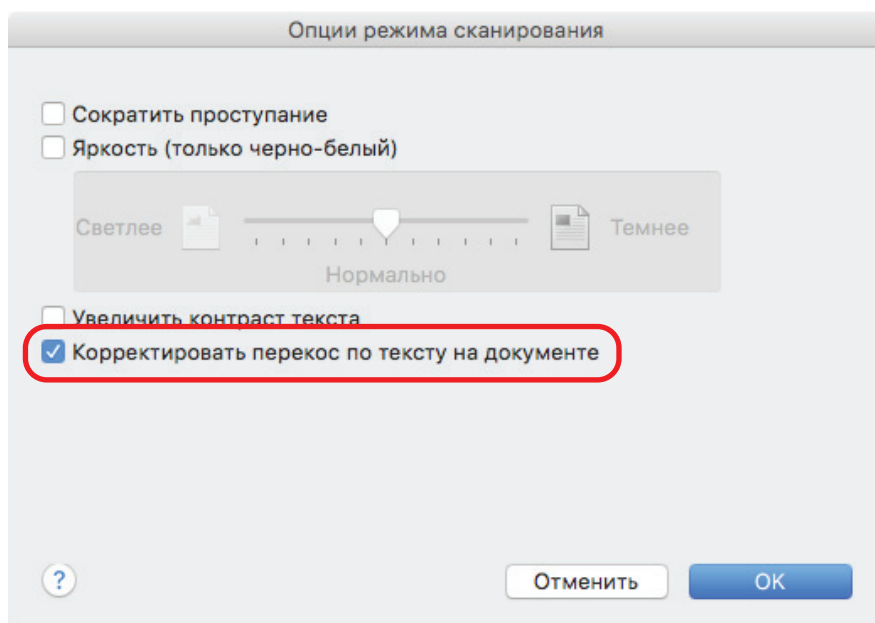 Опции режима сканирования
Сократить проступание
Яркость (только черно-белый)
Светлее Темнее
Нормально
Увеличить контраст текста
Корректировать перекос по тексту на документе
? Отменить OK